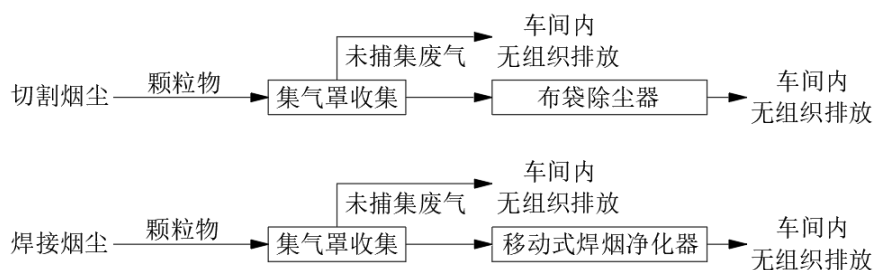 车间内
未捕集废气 无组织排放
切割烟尘 颗粒物 集气罩收集 布袋除尘器 车间内
无组织排放
车间内
未捕集废气 无组织排放
焊接烟尘 颗粒物 集气罩收集 移动式焊烟净化器 车间内
无组织排放